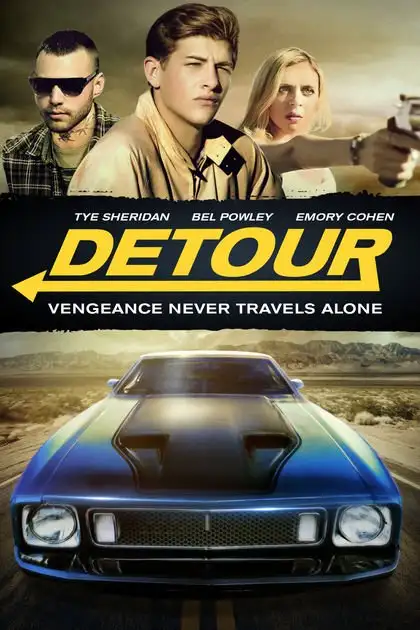 TYE SHERIDAN BEL POWLEY EMORY COHEN
DETOUR
VENGEANCE NEVER TRAVELS ALONE